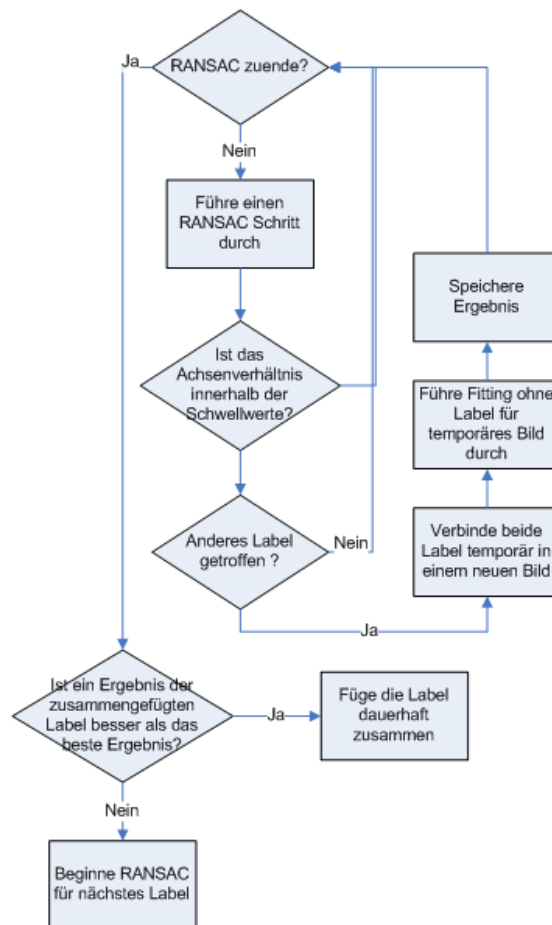 Ja
RANSAC zuende?
Nein
Führe einen
RANSAC Schritt
durch
Speichere
Ergebnis
Ist das
Achsenverhältnis
innerhalb der
Schwellwerte?
Führe Fitting ohne
Label für
temporäres Bild
durch
Anderes Label
getroffen ?
Nein
Verbinde beide
Label temporär in
einem neuen Bild
Ja
Ist ein Ergebnis der
zusammengefügten
Label besser als das
beste Ergebnis?
Ja
Füge die Label
dauerhaft
zusammen
Nein
Beginne RANSAC
für nächstes Label